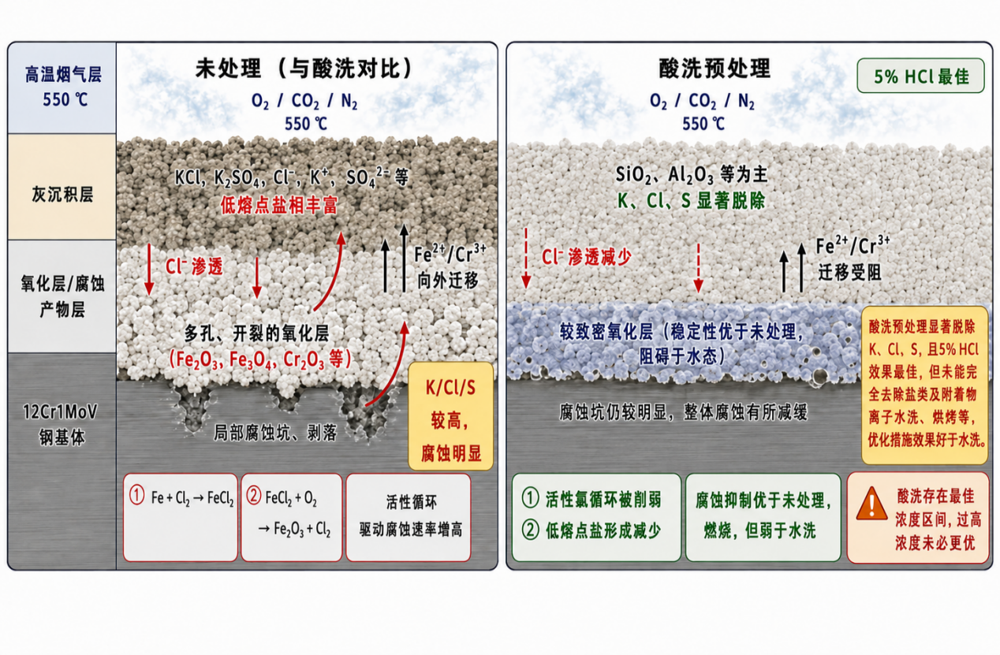 高温烟气层
550 ℃
灰沉积层
氧化层/腐蚀
产物层
12Cr1MoV
钢基体
未处理（与酸洗对比）
O₂ / CO₂ / N₂
550 ℃
KCl, K₂SO₄, Cl⁻, K⁺, SO₄²⁻ 等
低熔点盐相丰富
Cl⁻ 渗透
Fe²⁺/Cr³⁺
向外迁移
多孔、开裂的氧化层
（Fe₂O₃, Fe₃O₄, Cr₂O₃ 等）
局部腐蚀坑、剥落
K/Cl/S
较高，
腐蚀明显
① Fe + Cl₂ → FeCl₂
② FeCl₂ + O₂
→ Fe₂O₃ + Cl₂
活性循环
驱动腐蚀速率增高
酸洗预处理
5% HCl 最佳
O₂ / CO₂ / N₂
550 ℃
SiO₂、Al₂O₃ 等为主
K、Cl、S 显著脱除
Cl⁻ 渗透减少
Fe²⁺/Cr³⁺
迁移受阻
较致密氧化层（稳定性优于未处理，
阻碍于水态）
腐蚀坑仍较明显，整体腐蚀有所减缓
酸洗预处理显著脱除
K、Cl、S, 且5% HCl
效果最佳，但未能完
全去除盐类及附着物
离子水洗、烘烤等，
优化措施效果好于水洗。
① 活性氯循环被削弱
② 低熔点盐形成减少
腐蚀抑制优于未处理，
燃烧，但弱于水洗
酸洗存在最佳
浓度区间, 过高
浓度未必更优